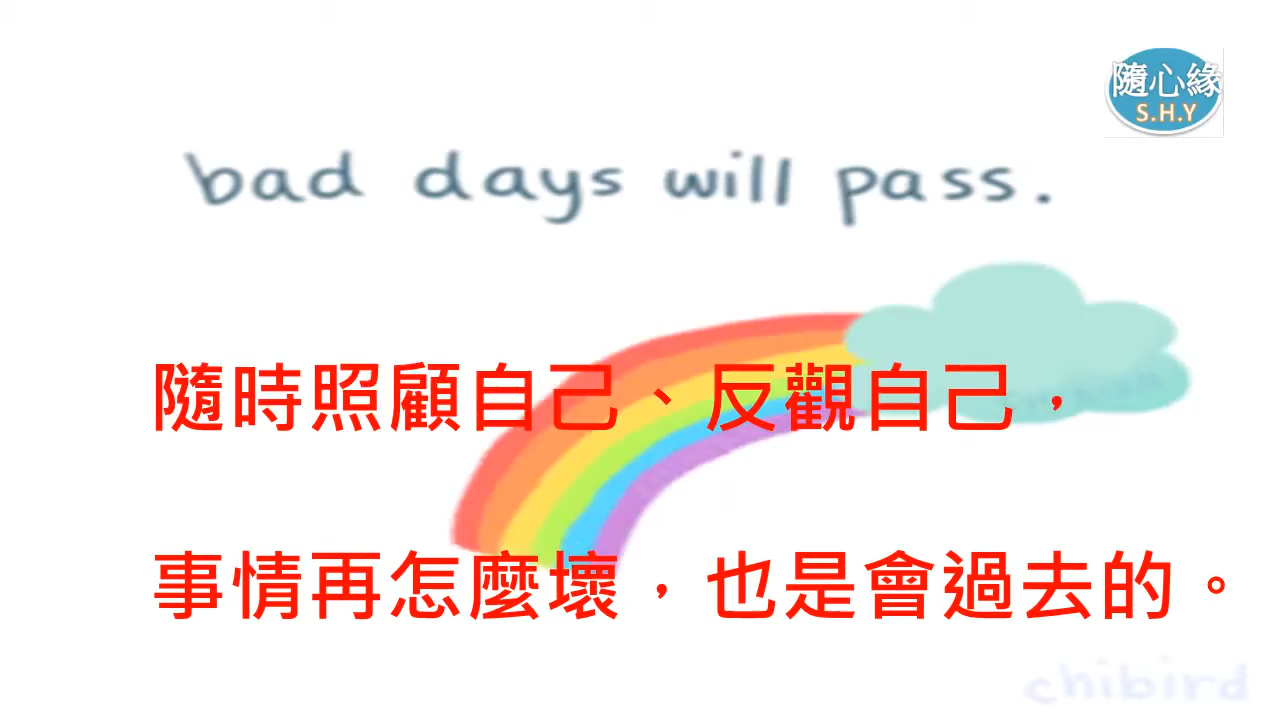 隨心緣
S.H.Y
bad days will pass.
隨時照顧自己、反觀自己，
事情再怎麼壞，也是會過去的。
chibird